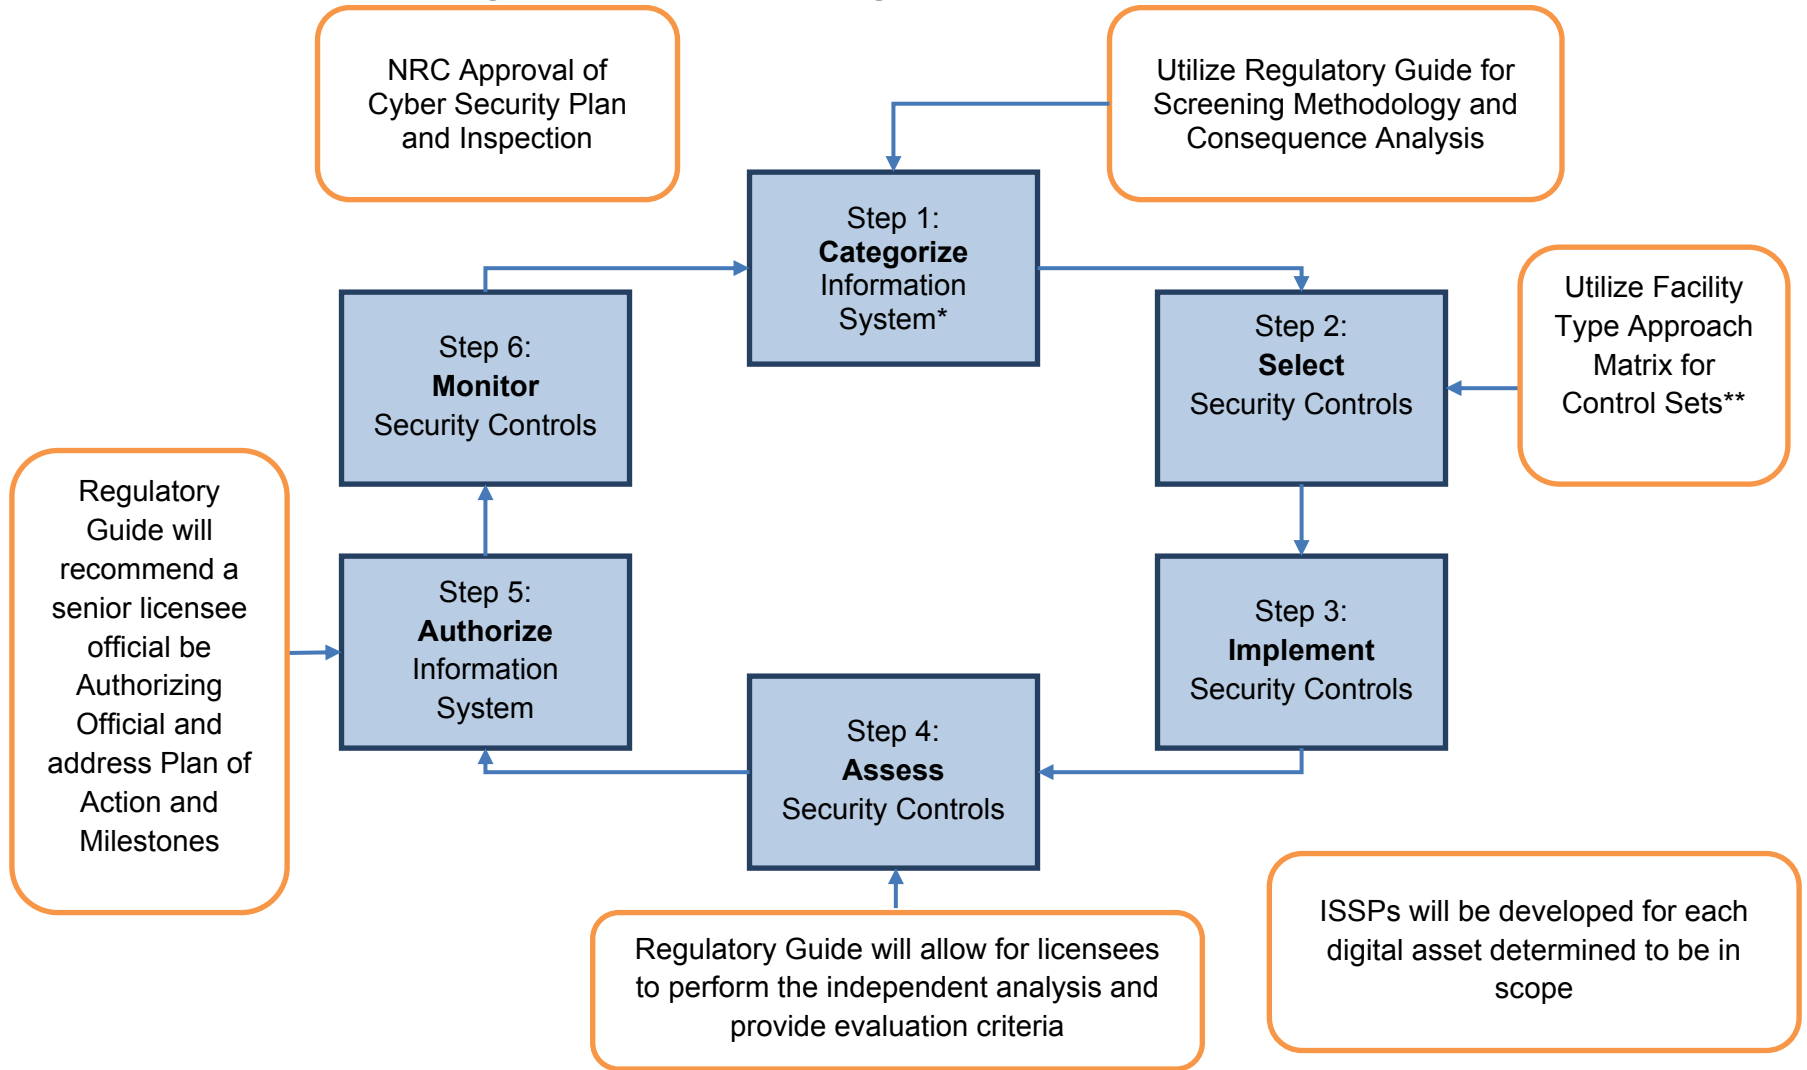 NRC Approval of
Cyber Security Plan
and Inspection
Utilize Regulatory Guide for
Screening Methodology and
Consequence Analysis
Step 1:
Categorize
Information
System*
Step 2:
Select
Security Controls
Utilize Facility
Type Approach
Matrix for
Control Sets**
Step 6:
Monitor
Security Controls
Regulatory
Guide will
recommend a
senior licensee
official be
Authorizing
Official and
address Plan of
Action and
Milestones
Step 5:
Authorize
Information
System
Step 3:
Implement
Security Controls
Step 4:
Assess
Security Controls
Regulatory Guide will allow for licensees
to perform the independent analysis and
provide evaluation criteria
ISSPs will be developed for each
digital asset determined to be in
scope